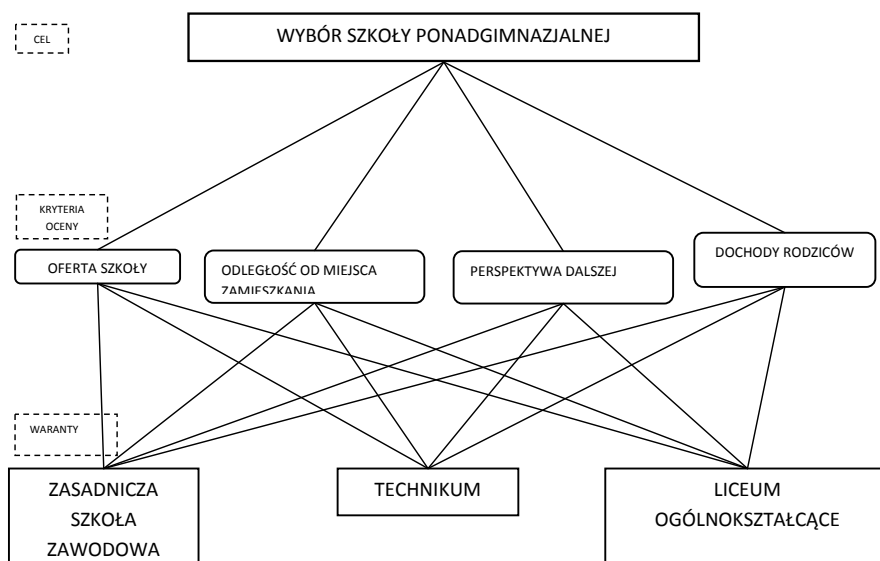 CEL
WYBÓR SZKOŁY PONADGIMNAZJALNEJ
KRYTERIA
OCENY
OFERTA SZKOŁY
ODLEGŁOŚĆ OD MIEJSCA
ZAMIESZKANIA
PERSPEKTYWA DALSZEJ
DOCHODY RODZICÓW
WARANTY
ZASADNICZA
SZKOŁA
ZAWODOWA
TECHNIKUM
LICEUM
OGÓLNOKSZTAŁCĄCE